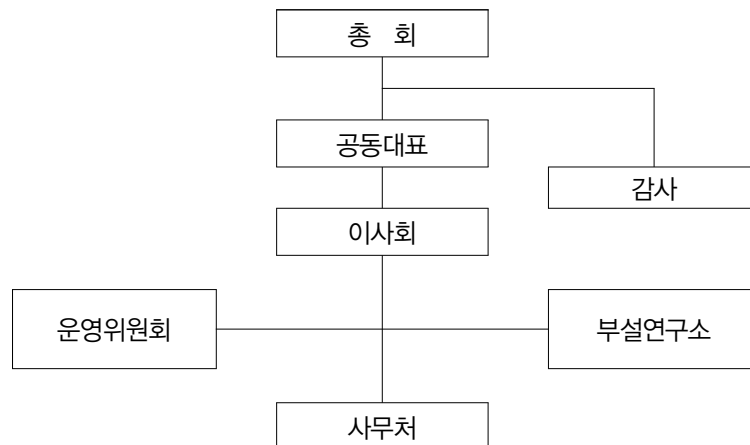 총 회
공동대표
감사
이사회
운영위원회
부설연구소
사무처